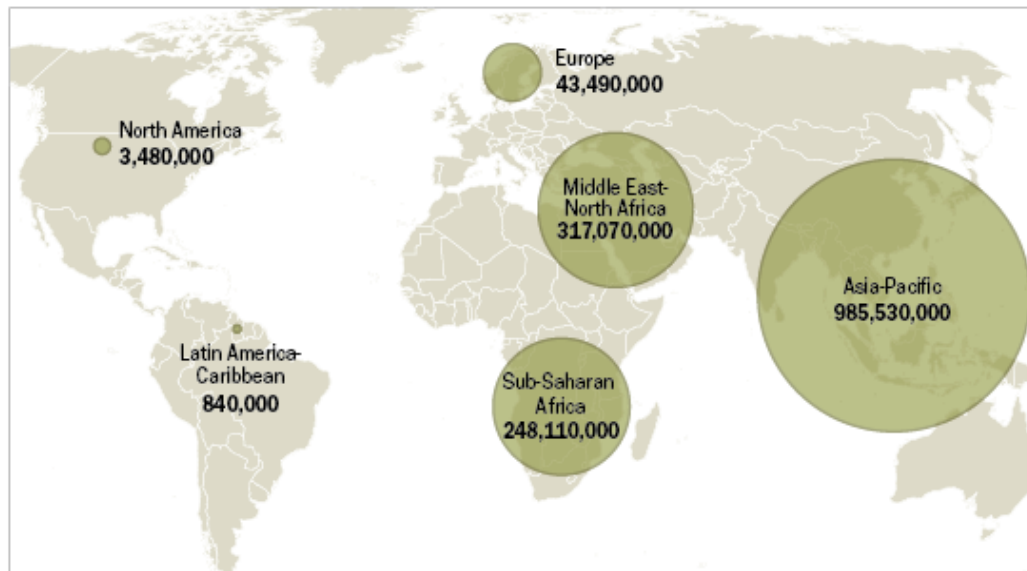 Europe
43,490,000
North America
3,480,000
Middle East-
North Africa
317,070,000
Asia-Pacific
985,530,000
Latin America-
Caribbean
840,000
Sub-Saharan
Africa
248,110,000